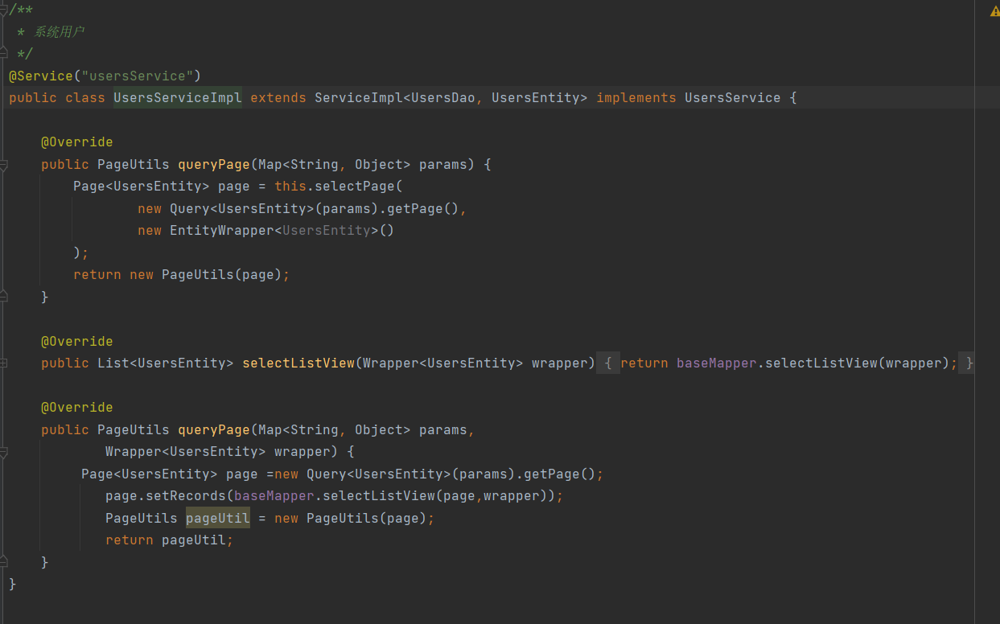 /**
 * 系统用户
 */
@Service("usersService")
public class UsersServiceImpl extends ServiceImpl<UsersDao, UsersEntity> implements UsersService {
    @Override
    public PageUtils queryPage(Map<String, Object> params) {
        Page<UsersEntity> page = this.selectPage(
                new Query<UsersEntity>(params).getPage(),
                new EntityWrapper<UsersEntity>()
        );
        return new PageUtils(page);
    }
    @Override
    public List<UsersEntity> selectListView(Wrapper<UsersEntity> wrapper) { return baseMapper.selectListView(wrapper); }
    @Override
    public PageUtils queryPage(Map<String, Object> params,
            Wrapper<UsersEntity> wrapper) {
         Page<UsersEntity> page =new Query<UsersEntity>(params).getPage();
            page.setRecords(baseMapper.selectListView(page,wrapper));
            PageUtils pageUtil = new PageUtils(page);
            return pageUtil;
    }
}